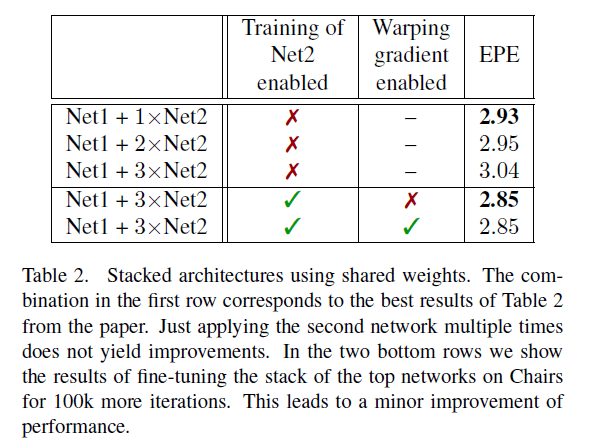 Training of Net2 enabled | Warping gradient enabled | EPE
Net1 + 1×Net2 ✗ – 2.93
Net1 + 2×Net2 ✗ – 2.95
Net1 + 3×Net2 ✗ – 3.04
Net1 + 3×Net2 ✓ ✗ 2.85
Net1 + 3×Net2 ✓ ✓ 2.85
Table 2. Stacked architectures using shared weights. The com-
bination in the first row corresponds to the best results of Table 2
from the paper. Just applying the second network multiple times
does not yield improvements. In the two bottom rows we show
the results of fine-tuning the stack of the top networks on Chairs
for 100k more iterations. This leads to a minor improvement of
performance.